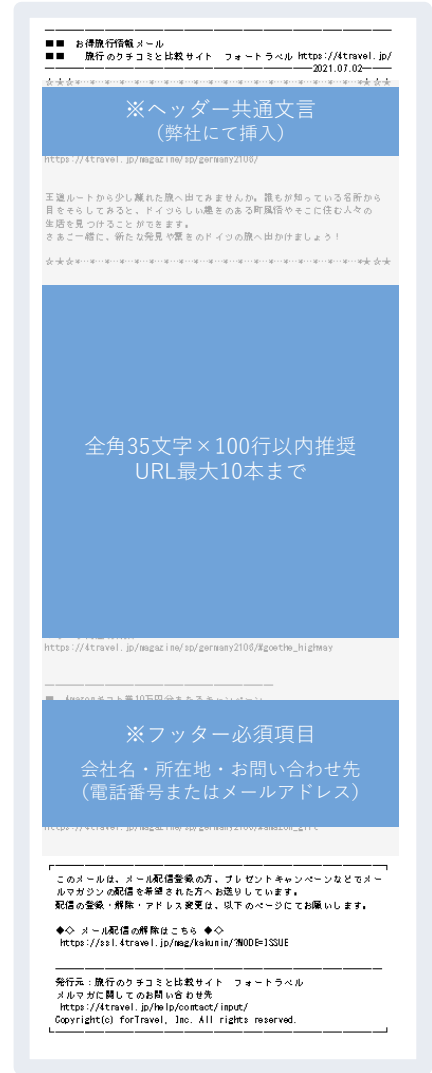 ■■ お得旅行情報メール
■■ 旅行のクチコミと比較サイト フォートラベル https://4travel.jp/
2021.07.02
※ヘッダー共通文言
(弊社にて挿入)
https://4travel.jp/magazine/sp/germany2106/
王道ルートから少し離れた旅へ出てみませんか。誰もが知っている名所から
目をそらしてみると、ドイツらしい趣きのある町風情やそこに住む人々の
生活を見つけることができます。
さあご一緒に、新たな発見や驚きのドイツの旅へ出かけましょう！
全角35文字×100行以内推奨
URL最大10本まで
https://4travel.jp/magazine/sp/germany2106/#goethe_highway
※フッター必須項目
会社名・所在地・お問い合わせ先
(電話番号またはメールアドレス)
このメールは、メール配信登録の方、プレゼントキャンペーンなどでメー
ルマガジンの配信を希望された方へお送りしています。
配信の登録・解除・アドレス変更は、以下のページにてお願いします。
◆◇ メール配信の解除はこちら ◆◇
https://ssl.4travel.jp/mag/kakunin/?MODE=ISSUE
発行元：旅行のクチコミと比較サイト フォートラベル
メルマガに関してのお問い合わせ先
https://4travel.jp/help/contact/input/
Copyright(c) forTravel, Inc. All rights reserved.